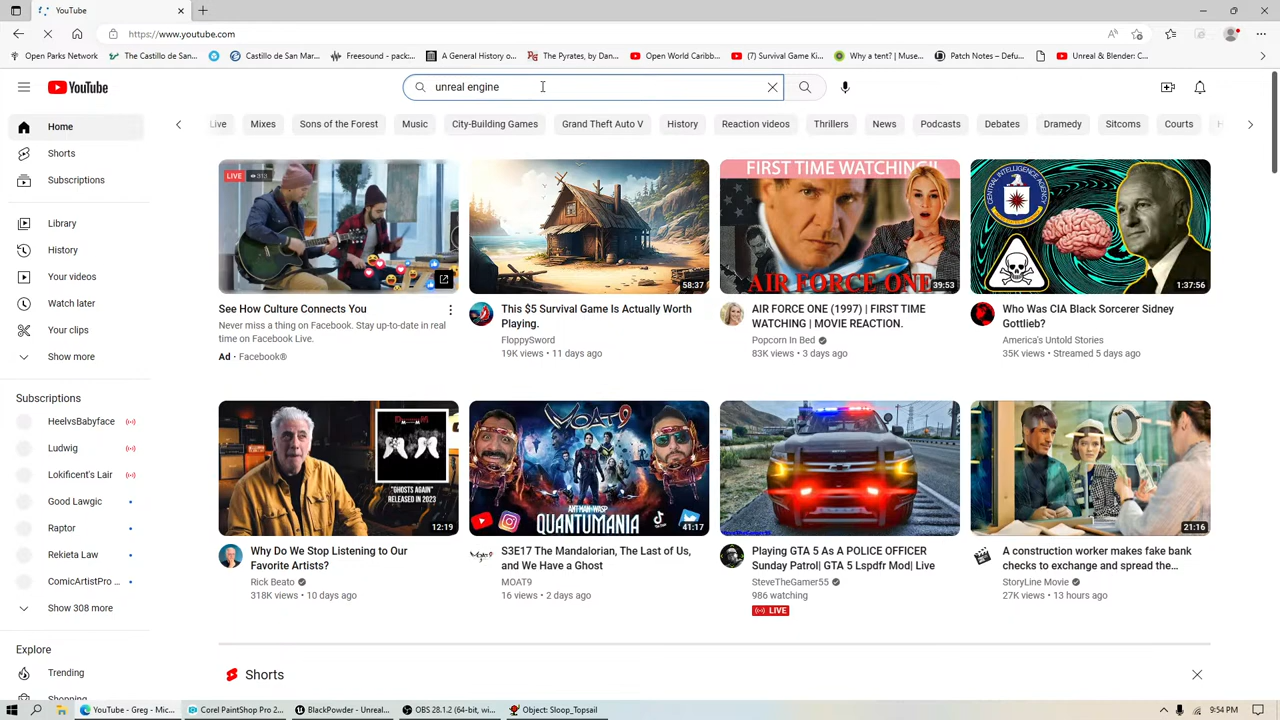 YouTube
https://www.youtube.com
Open Parks Network
The Castillo de San...
Castillo de San Mar...
Freesound - pack:...
A General History o...
The Pyrates, by Dan...
Open World Caribb...
(7) Survival Game Ki...
Why a tent? | Muse...
Patch Notes – Defu...
Unreal & Blender: C...
YouTube
unreal engine
Live
Mixes
Sons of the Forest
Music
City-Building Games
Grand Theft Auto V
History
Reaction videos
Thrillers
News
Podcasts
Debates
Dramedy
Sitcoms
Courts
Home
Shorts
Subscriptions
Library
History
Your videos
Watch later
Your clips
Show more
Subscriptions
HeelvsBabyface
Ludwig
Lokificent's Lair
Good Lawgic
Raptor
Rekieta Law
ComicArtistPro ...
Show 308 more
Explore
Trending
Shopping
LIVE 313
See How Culture Connects You
Never miss a thing on Facebook. Stay up-to-date in real
time on Facebook Live.
Ad · Facebook®
58:37
This $5 Survival Game Is Actually Worth
Playing.
FloppySword
19K views • 11 days ago
FIRST TIME WATCHING!!
AIR FORCE ONE
39:53
AIR FORCE ONE (1997) | FIRST TIME
WATCHING | MOVIE REACTION.
Popcorn In Bed
83K views • 3 days ago
CENTRAL INTELLIGENCE
AGENCY
1:37:56
Who Was CIA Black Sorcerer Sidney
Gottlieb?
America's Untold Stories
35K views • Streamed 5 days ago
"GHOSTS AGAIN"
RELEASED IN 2023
12:19
Why Do We Stop Listening to Our
Favorite Artists?
Rick Beato
318K views • 10 days ago
MOAT9
ANT-MAN AND WASP
QUANTUMANIA
41:17
S3E17 The Mandalorian, The Last of Us,
and We Have a Ghost
MOAT9
16 views • 2 days ago
Playing GTA 5 As A POLICE OFFICER
Sunday Patrol| GTA 5 Lspdfr Mod| Live
SteveTheGamer55
986 watching
LIVE
21:16
A construction worker makes fake bank
checks to exchange and spread the...
StoryLine Movie
27K views • 13 hours ago
Shorts
YouTube - Greg - Mic...
Corel PaintShop Pro 2...
BlackPowder - Unreal...
OBS 28.1.2 (64-bit, wi...
Object: Sloop_Topsail
9:54 PM